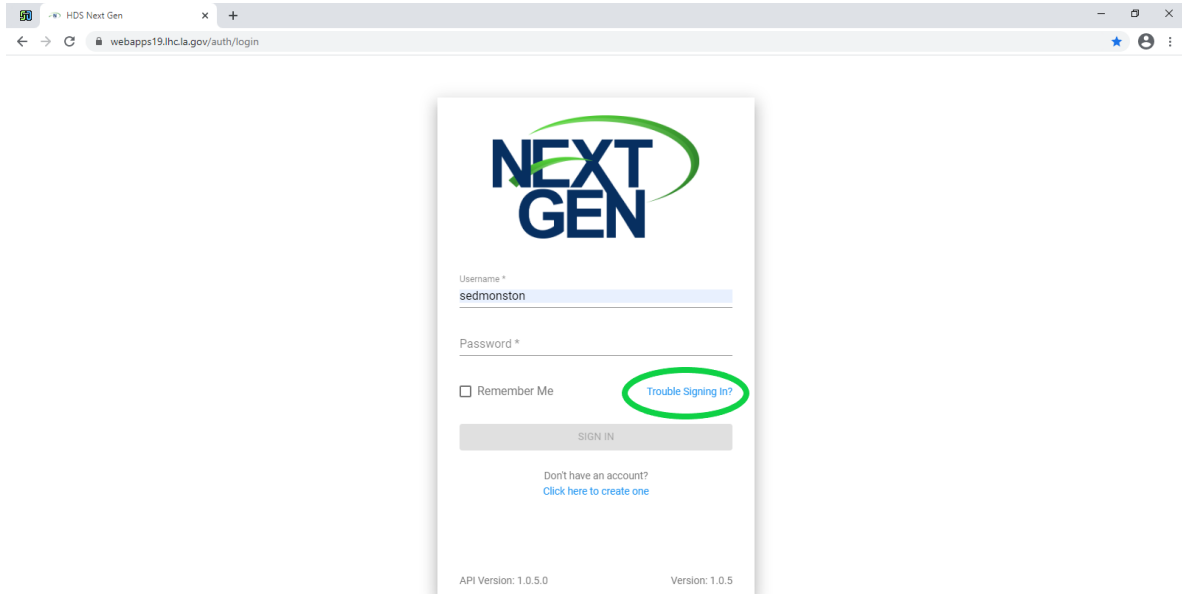 HDS Next Gen
webapps19.lhc.la.gov/auth/login
NEXT
GEN
Username *
sedmonston
Password *
Remember Me
Trouble Signing In?
SIGN IN
Don't have an account?
Click here to create one
API Version: 1.0.5.0
Version: 1.0.5